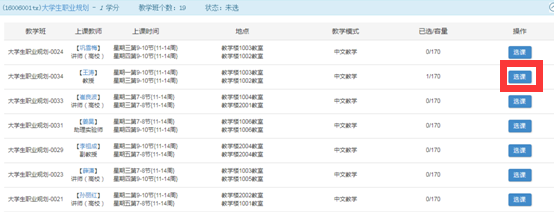 (16006001tx)大学生职业规划 - 1 学分 教学班个数：19 状态：未选
教学班 上课教师 上课时间 地点 教学模式 已选/容量 操作
大学生职业规划-0024 【巩雪梅】 讲师（高校） 星期三第9-10节(11-14周) 教学楼1003教室 中文教学 0/170 选课
星期四第9-10节(11-14周) 教学楼1002教室
大学生职业规划-0034 【王涛】 教授 星期一第9-10节(11-14周) 教学楼1003教室 中文教学 1/170 选课
星期三第9-10节(11-14周) 教学楼1002教室
大学生职业规划-0033 讲师（高校） 星期二第7-8节(11-14周) 教学楼1004教室 中文教学 0/170 选课
星期四第9-10节(11-14周) 教学楼2001教室
大学生职业规划-0031 助理实验师 星期二第7-8节(11-14周) 教学楼1006教室 中文教学 0/170 选课
星期四第9-10节(11-14周) 教学楼1006教室
大学生职业规划-0029 【李祖成】 副教授 星期二第9-10节(11-14周) 教学楼2004教室 中文教学 0/170 选课
星期五第7-8节(11-14周) 教学楼2004教室
大学生职业规划-0023 【薛涛】 讲师（高校） 星期三第7-8节(11-14周) 教学楼1006教室 中文教学 0/170 选课
星期四第9-10节(11-14周) 教学楼1005教室
大学生职业规划-0021 【孙丽红】 讲师（高校） 星期二第9-10节(11-14周) 教学楼2002教室 中文教学 0/170 选课
星期五第7-8节(11-14周) 教学楼1001教室